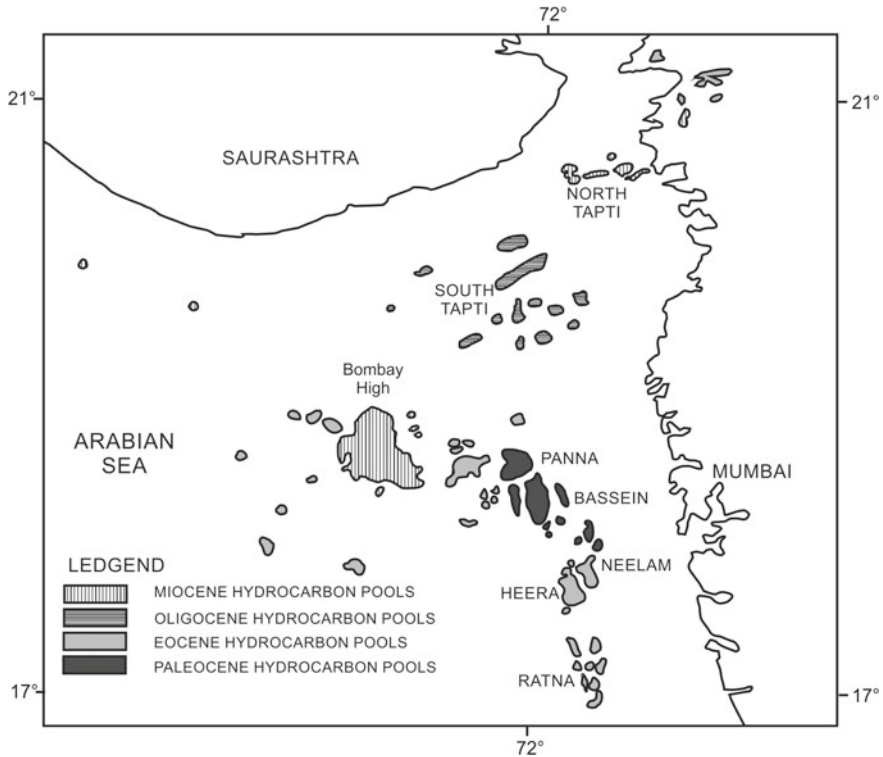 72°
21°
21°
SAURASHTRA
NORTH
TAPTI
SOUTH
TAPTI
Bombay
High
ARABIAN
SEA
PANNA
MUMBAI
BASSEIN
LEDGEND
NEELAM
HEERA
MIOCENE HYDROCARBON POOLS
OLIGOCENE HYDROCARBON POOLS
EOCENE HYDROCARBON POOLS
PALEOCENE HYDROCARBON POOLS
RATNA
17°
17°
72°